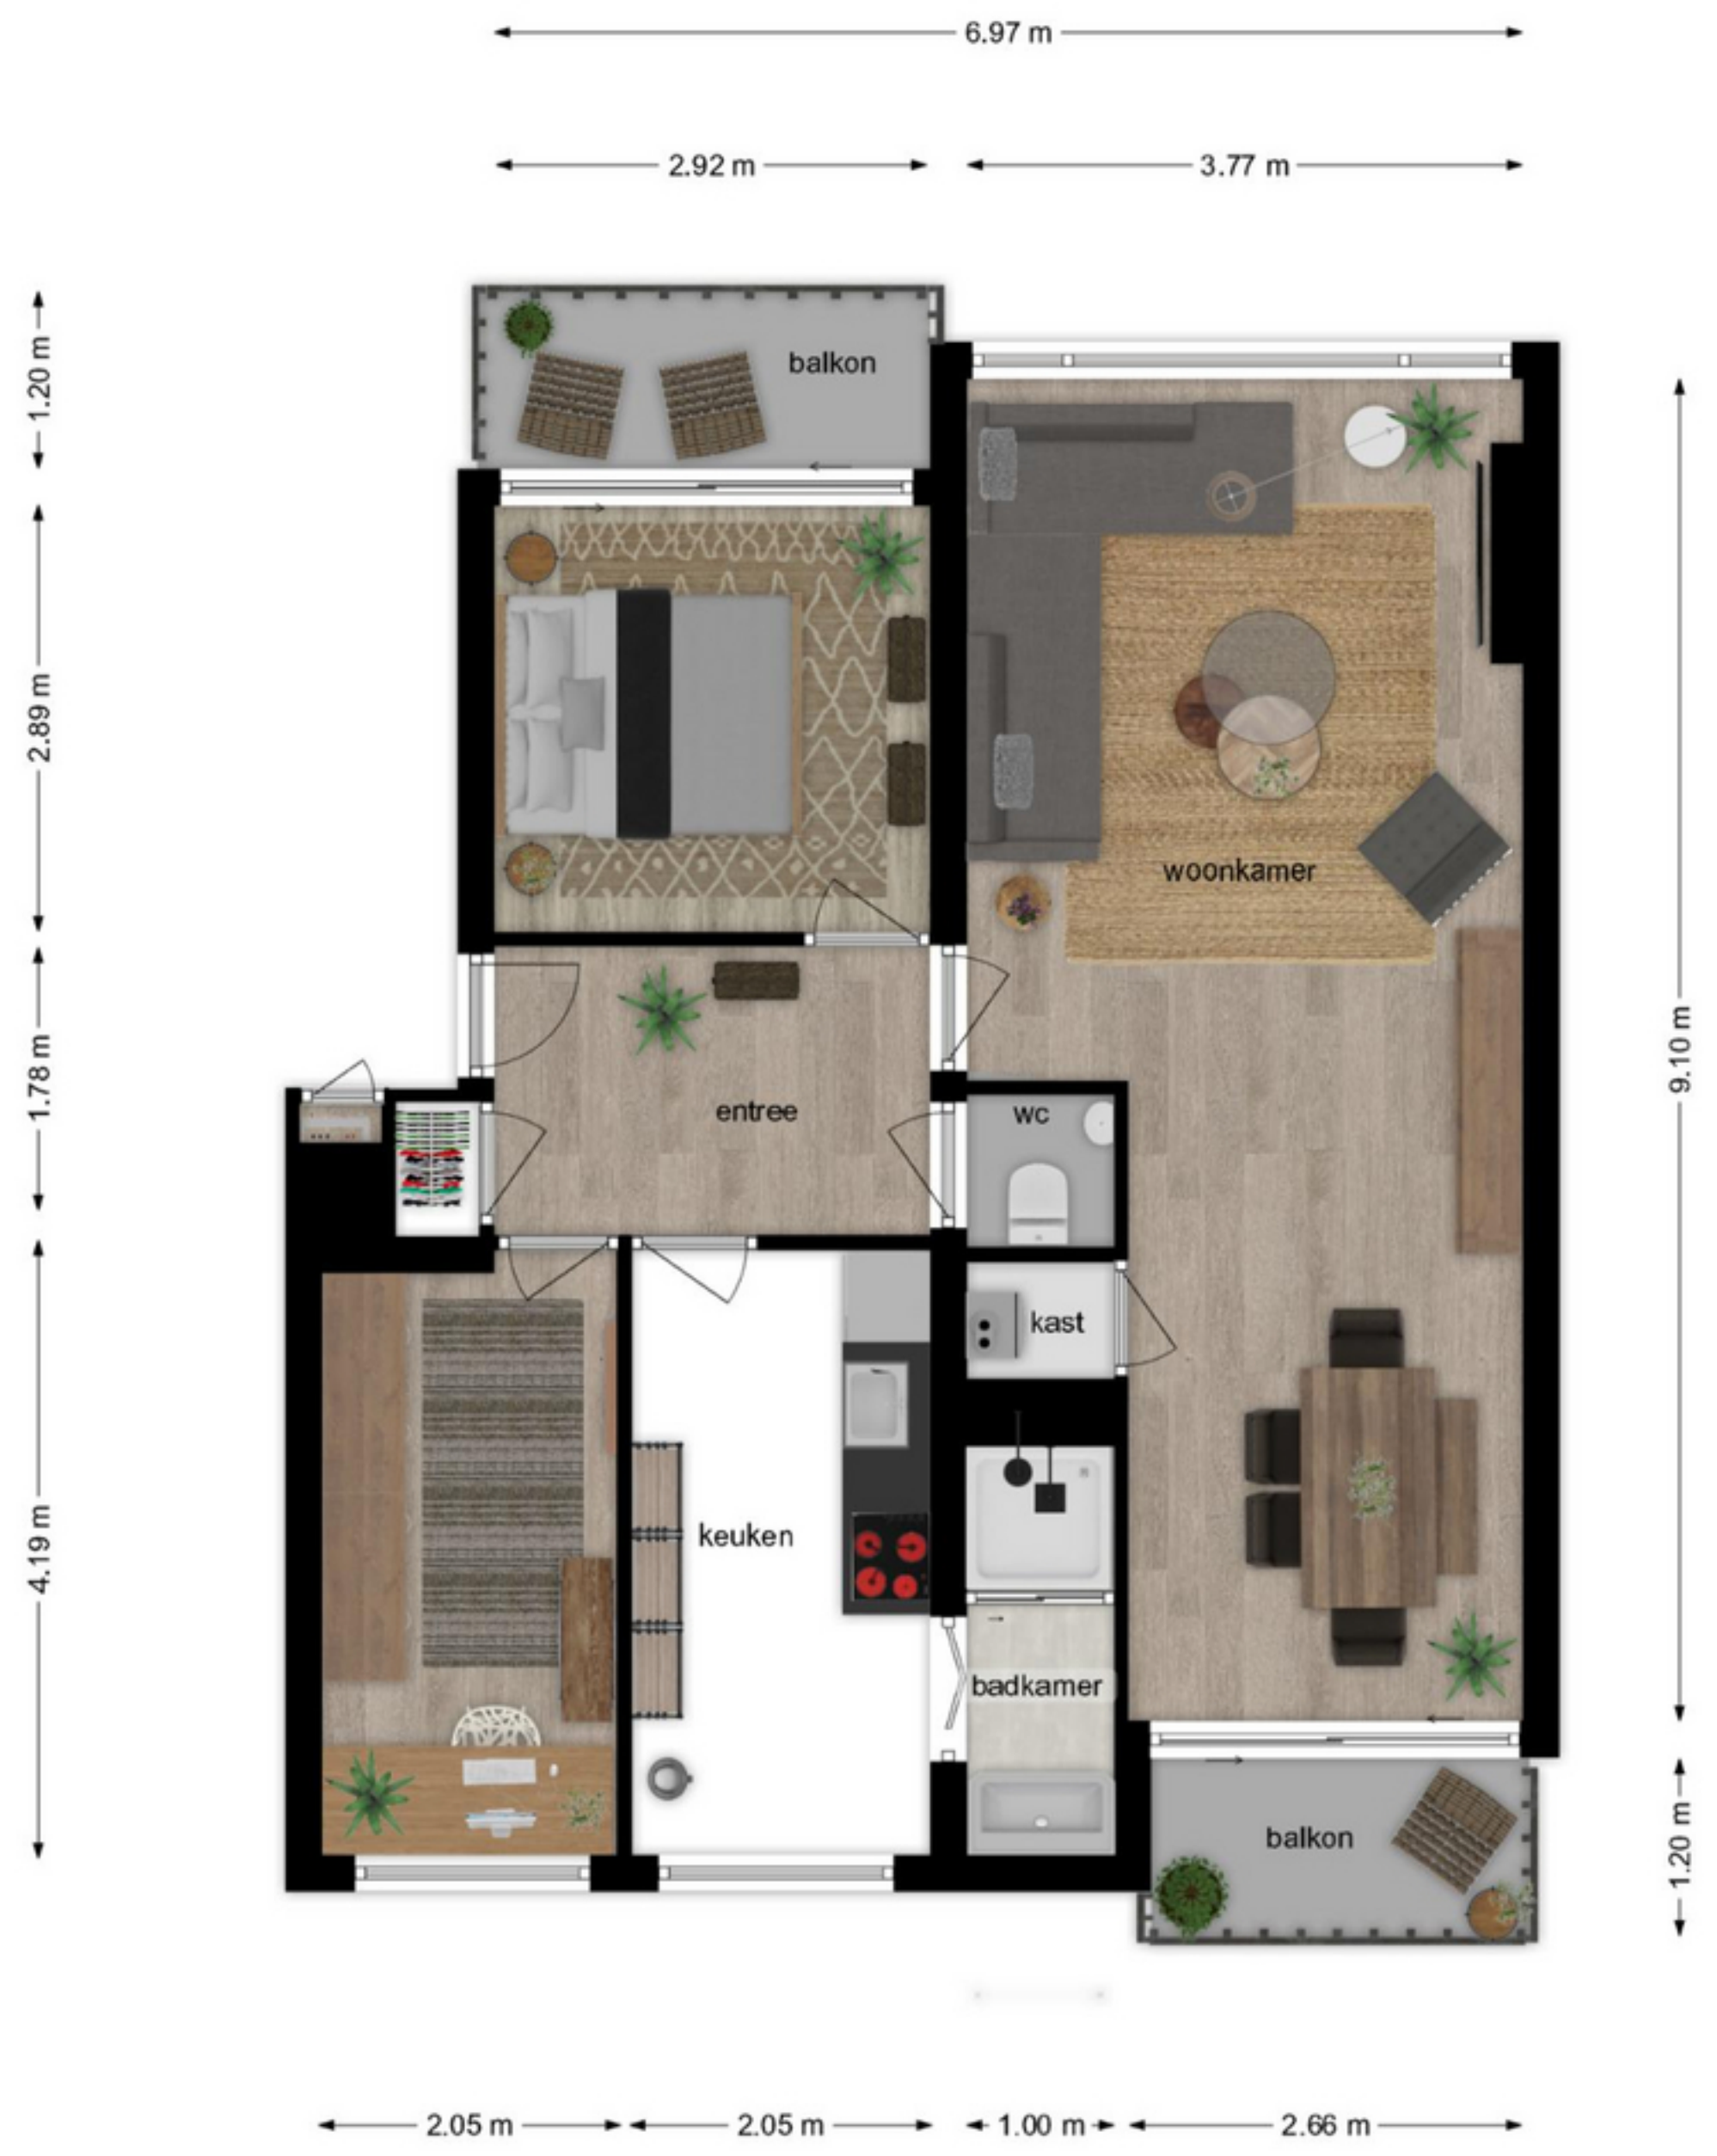 6.97 m
2.92 m
3.77 m
1.20 m
balkon
2.89 m
woonkamer
1.78 m
entree
wc
9.10 m
kast
4.19 m
keuken
badkamer
balkon
1.20 m
2.05 m
2.05 m
1.00 m
2.66 m